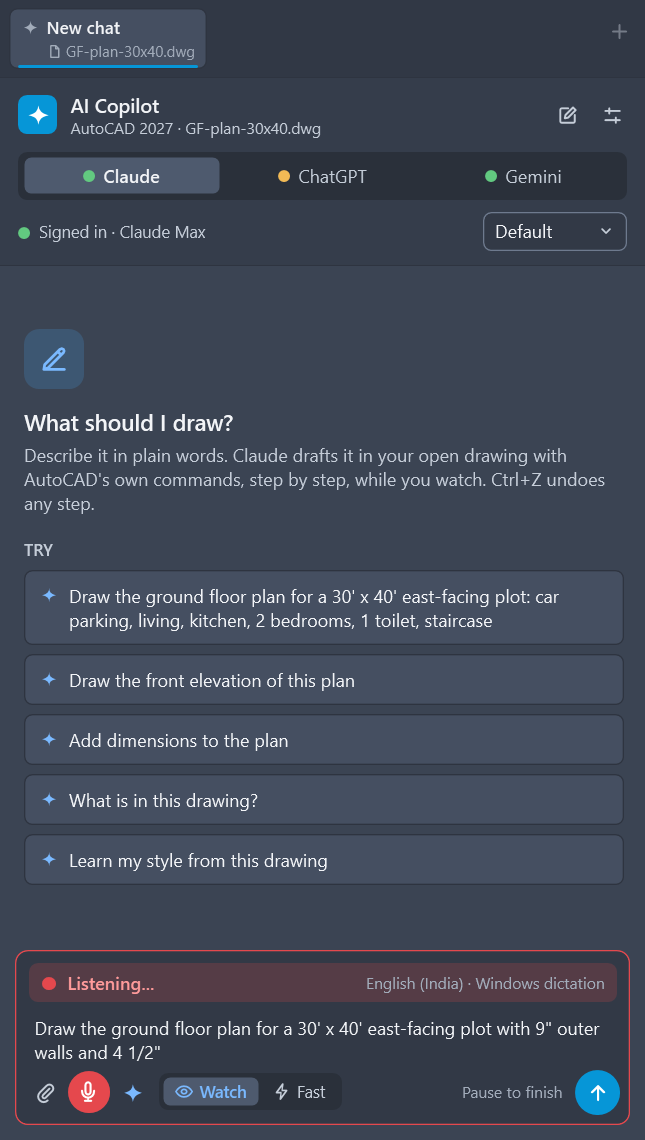 New chat
GF-plan-30x40.dwg
AI Copilot
AutoCAD 2027 · GF-plan-30x40.dwg
Claude
ChatGPT
Gemini
Signed in · Claude Max
Default
What should I draw?
Describe it in plain words. Claude drafts it in your open drawing with
AutoCAD's own commands, step by step, while you watch. Ctrl+Z undoes
any step.
TRY
Draw the ground floor plan for a 30' x 40' east-facing plot: car
parking, living, kitchen, 2 bedrooms, 1 toilet, staircase
Draw the front elevation of this plan
Add dimensions to the plan
What is in this drawing?
Learn my style from this drawing
Listening...
English (India) · Windows dictation
Draw the ground floor plan for a 30' x 40' east-facing plot with 9" outer
walls and 4 1/2"
Watch
Fast
Pause to finish